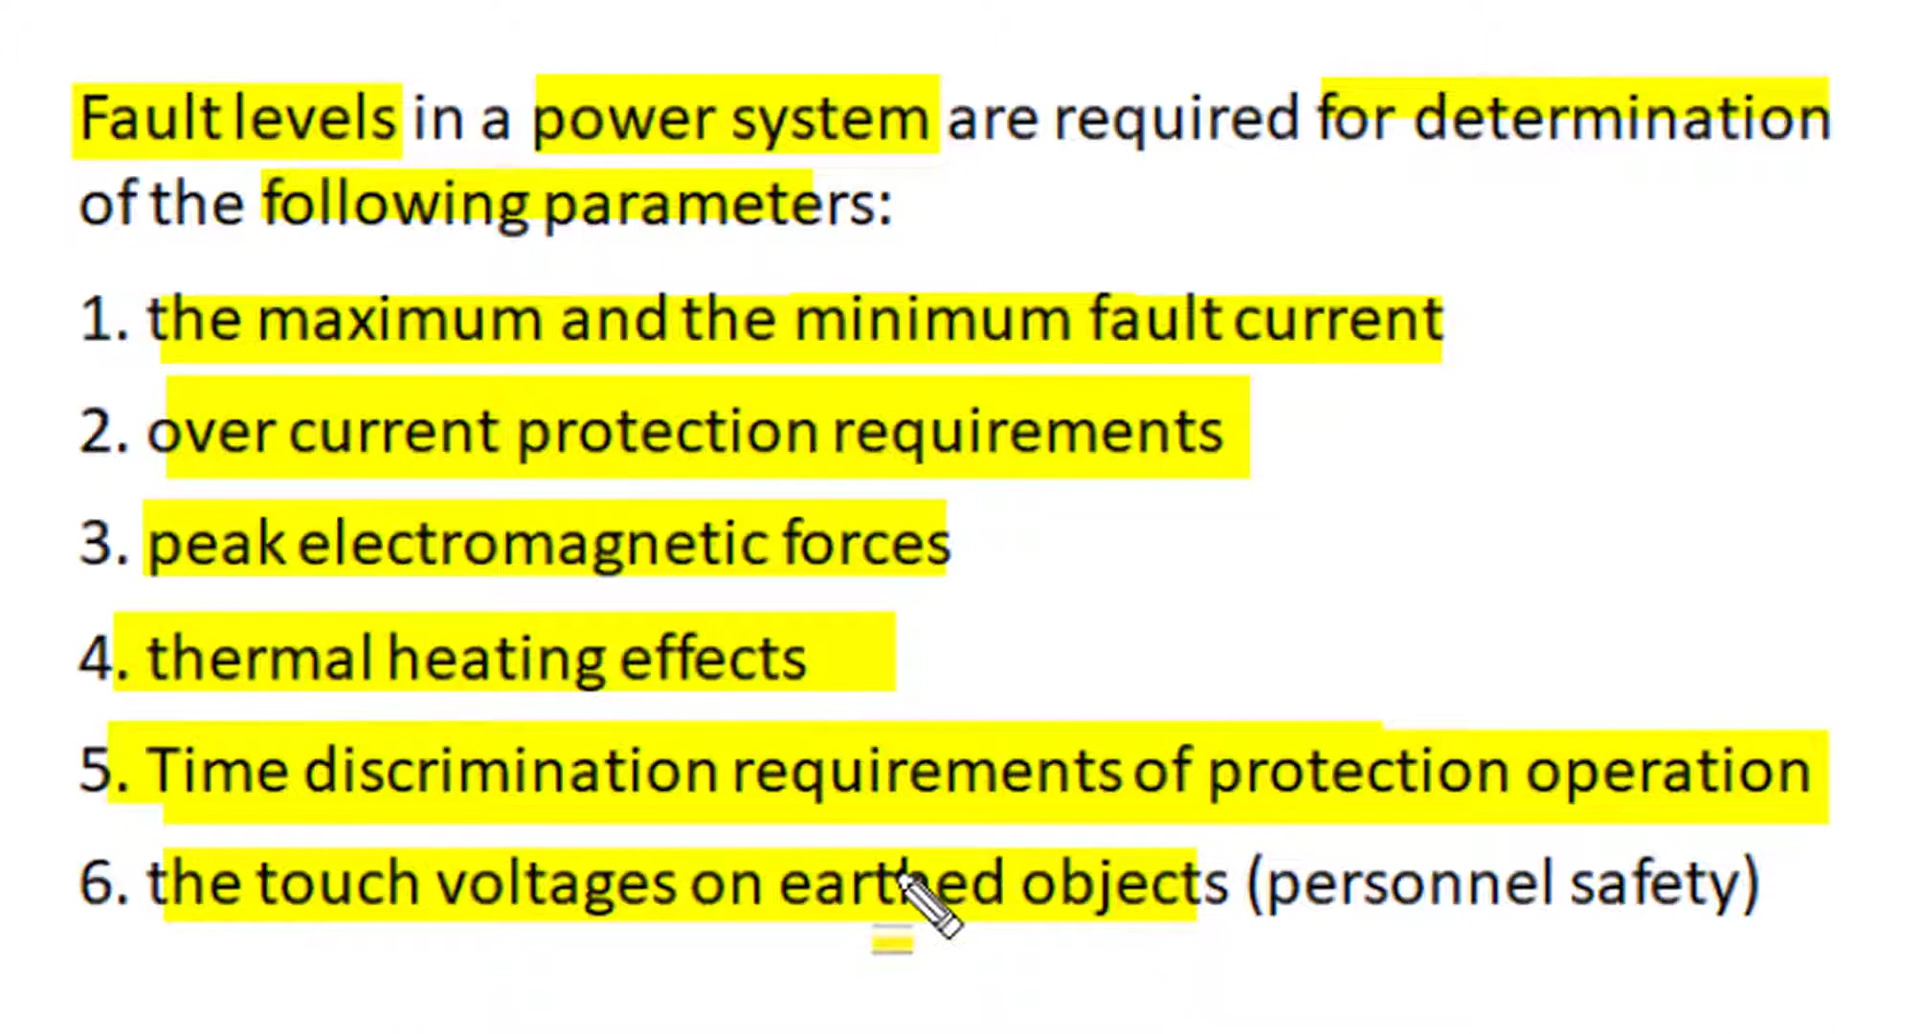 Fault levels in a power system are required for determination
of the following parameters:
1. the maximum and the minimum fault current
2. over current protection requirements
3. peak electromagnetic forces
4. thermal heating effects
5. Time discrimination requirements of protection operation
6. the touch voltages on earthed objects (personnel safety)